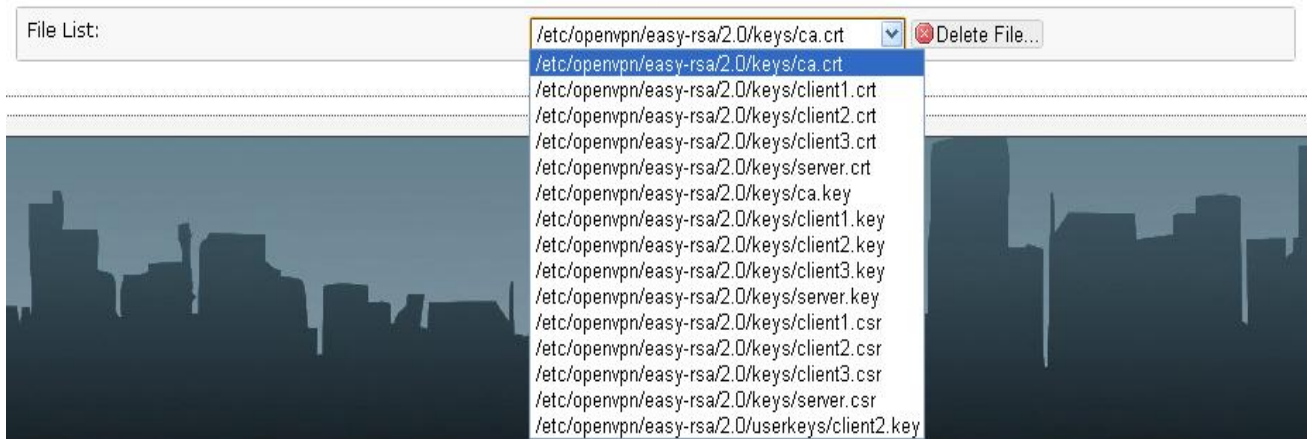 File List:
/etc/openvpn/easy-rsa/2.0/keys/ca.crt
Delete File...
/etc/openvpn/easy-rsa/2.0/keys/ca.crt
/etc/openvpn/easy-rsa/2.0/keys/client1.crt
/etc/openvpn/easy-rsa/2.0/keys/client2.crt
/etc/openvpn/easy-rsa/2.0/keys/client3.crt
/etc/openvpn/easy-rsa/2.0/keys/server.crt
/etc/openvpn/easy-rsa/2.0/keys/ca.key
/etc/openvpn/easy-rsa/2.0/keys/client1.key
/etc/openvpn/easy-rsa/2.0/keys/client2.key
/etc/openvpn/easy-rsa/2.0/keys/client3.key
/etc/openvpn/easy-rsa/2.0/keys/server.key
/etc/openvpn/easy-rsa/2.0/keys/client1.csr
/etc/openvpn/easy-rsa/2.0/keys/client2.csr
/etc/openvpn/easy-rsa/2.0/keys/client3.csr
/etc/openvpn/easy-rsa/2.0/keys/server.csr
/etc/openvpn/easy-rsa/2.0/userkeys/client2.key